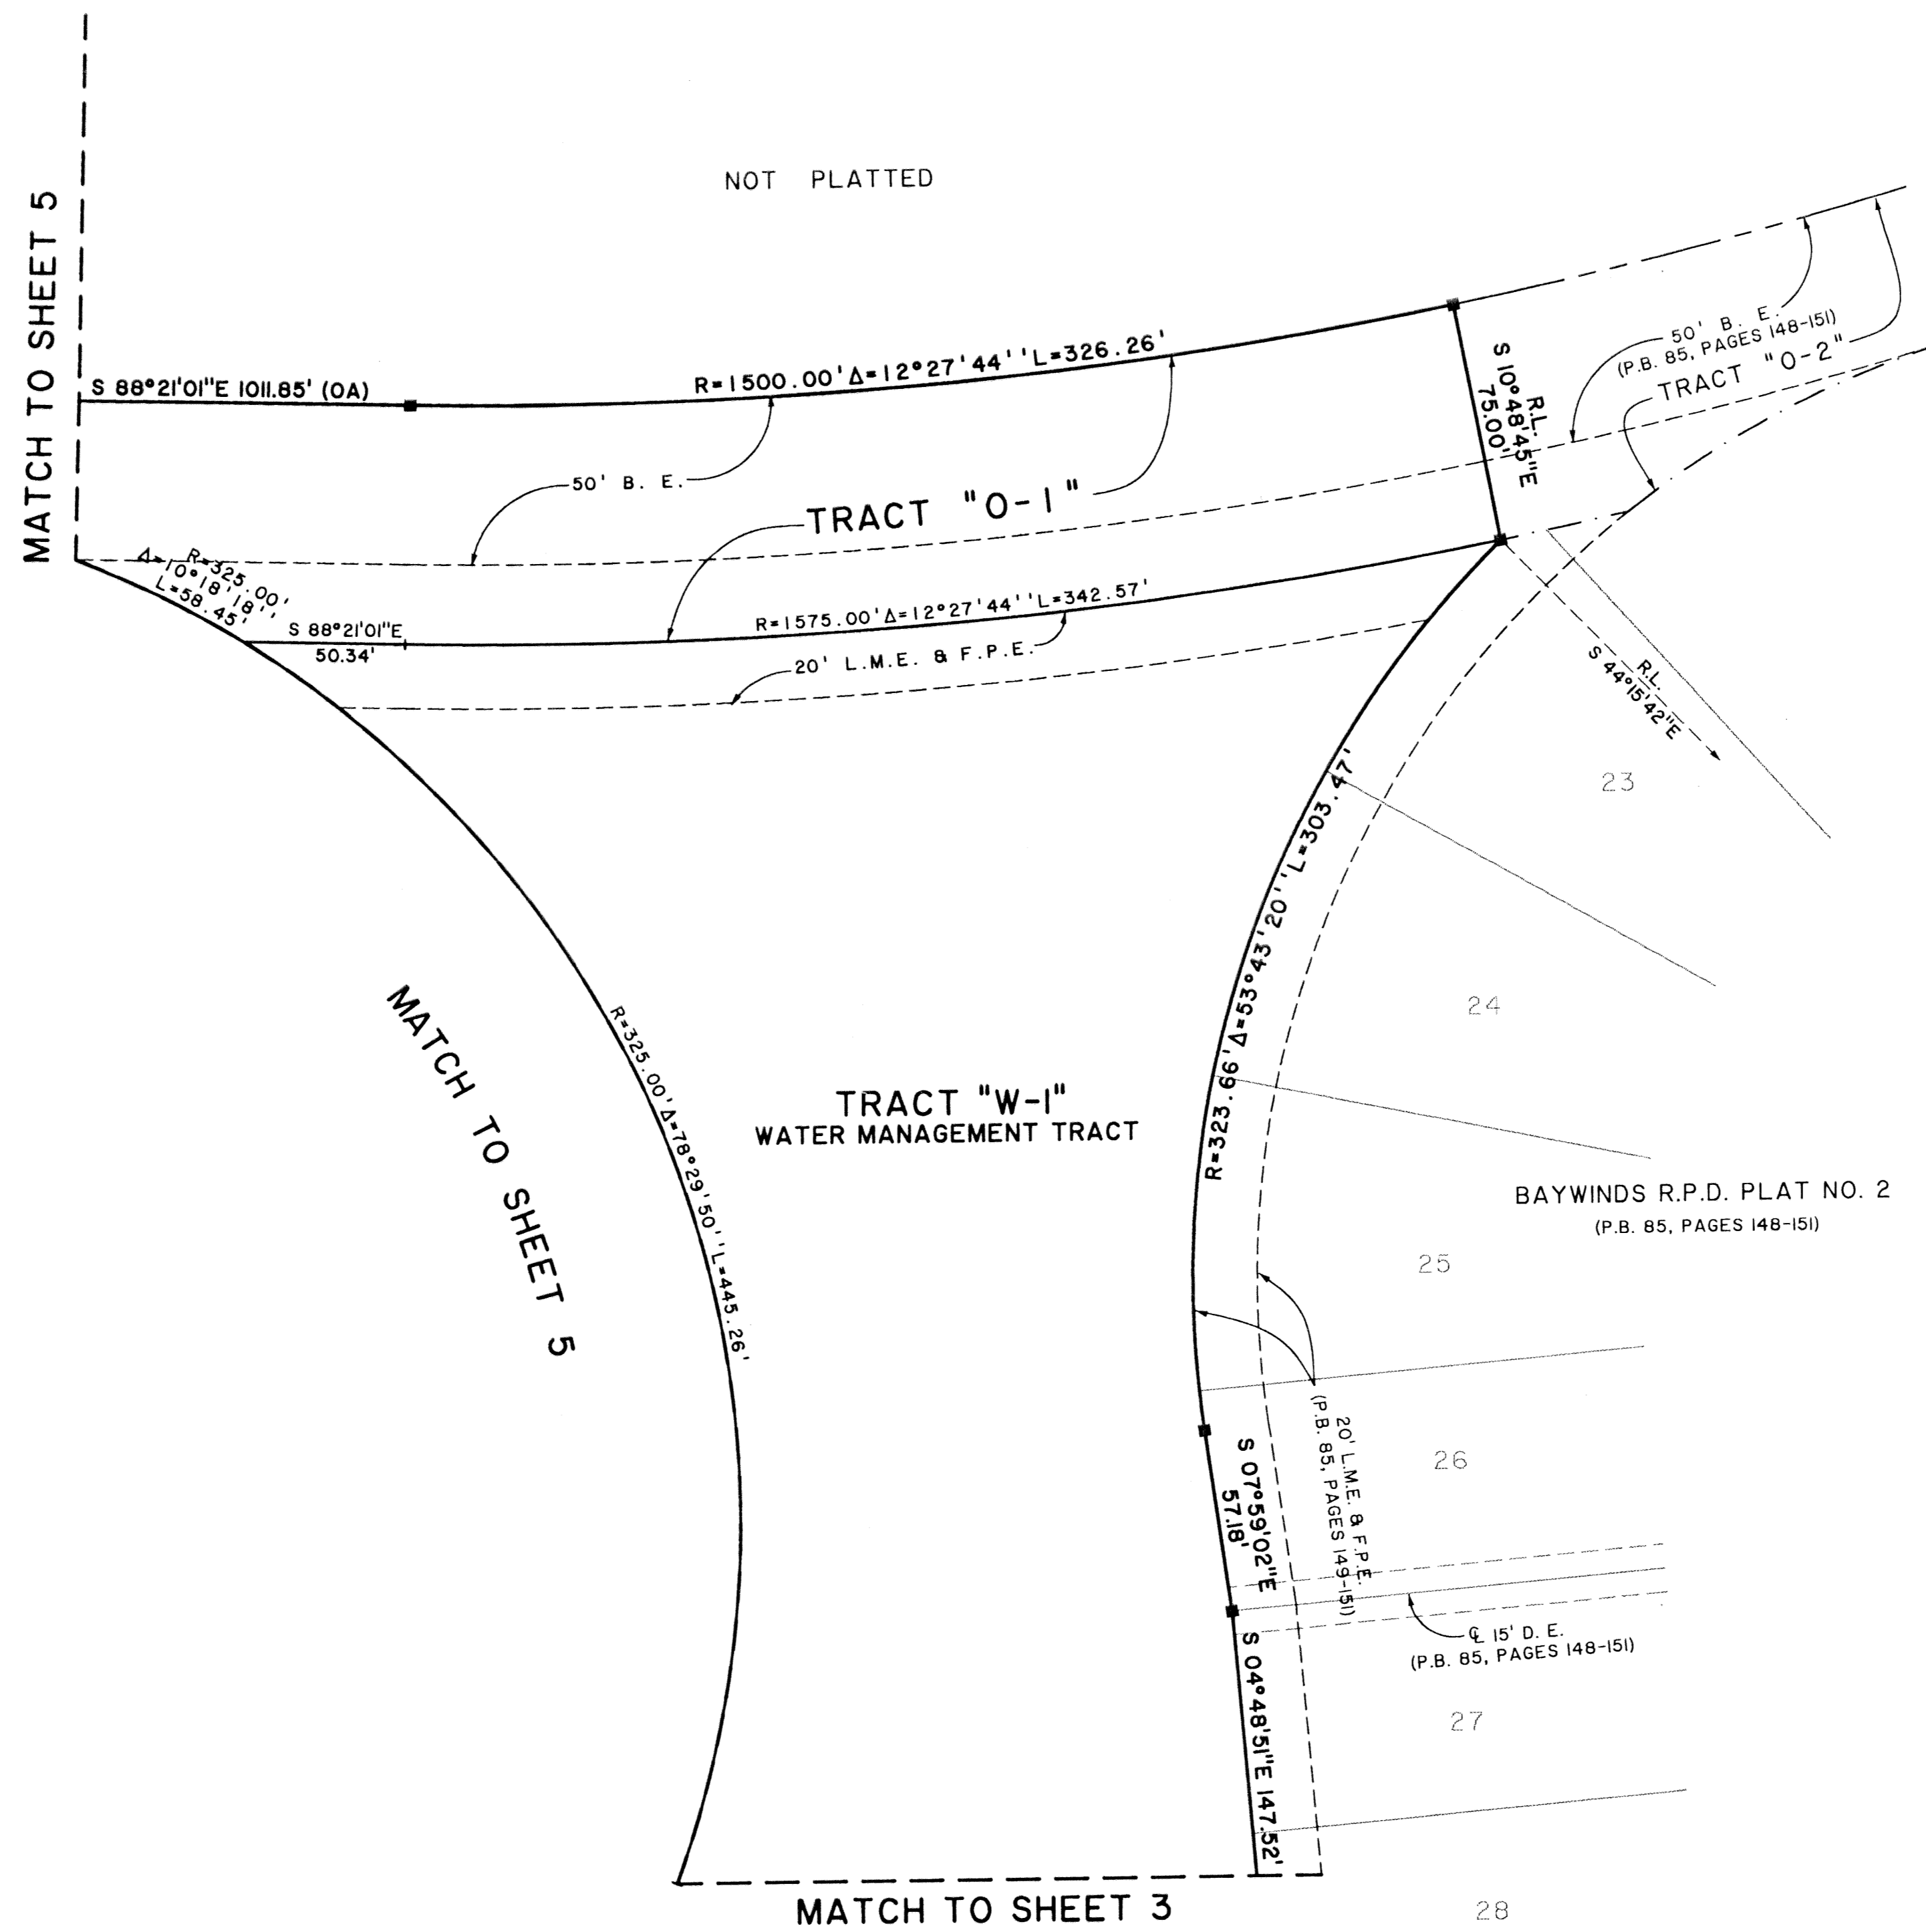 NOT PLATTED
MATCH TO SHEET 5
S 88°21'01"E 1011.85' (OA)
R=1500.00'Δ=12°27'44''L=326.26'
R.L.
S 10°48'45"E
75.00'
50' B. E.
(P.B. 85, PAGES 148-151)
TRACT "O-2"
50' B. E.
TRACT "O-1"
R=325.00'
Δ=10°18'18''
L=58.45'
S 88°21'01"E
50.34'
R=1575.00'Δ=12°27'44''L=342.57'
20' L.M.E. & F.P.E.
R.L.
S 44°15'42"E
23
R=323.66'Δ=53°43'20''L=303.47'
24
MATCH TO SHEET 5
R=325.00'Δ=78°29'50''L=445.26'
TRACT "W-1"
WATER MANAGEMENT TRACT
BAYWINDS R.P.D. PLAT NO. 2
(P.B. 85, PAGES 148-151)
25
20' L.M.E. & F.P.E.
(P.B. 85, PAGES 149-151)
26
S 07°59'02"E
57.18'
℄ 15' D. E.
(P.B. 85, PAGES 148-151)
S 04°48'51"E 147.52'
27
MATCH TO SHEET 3
28